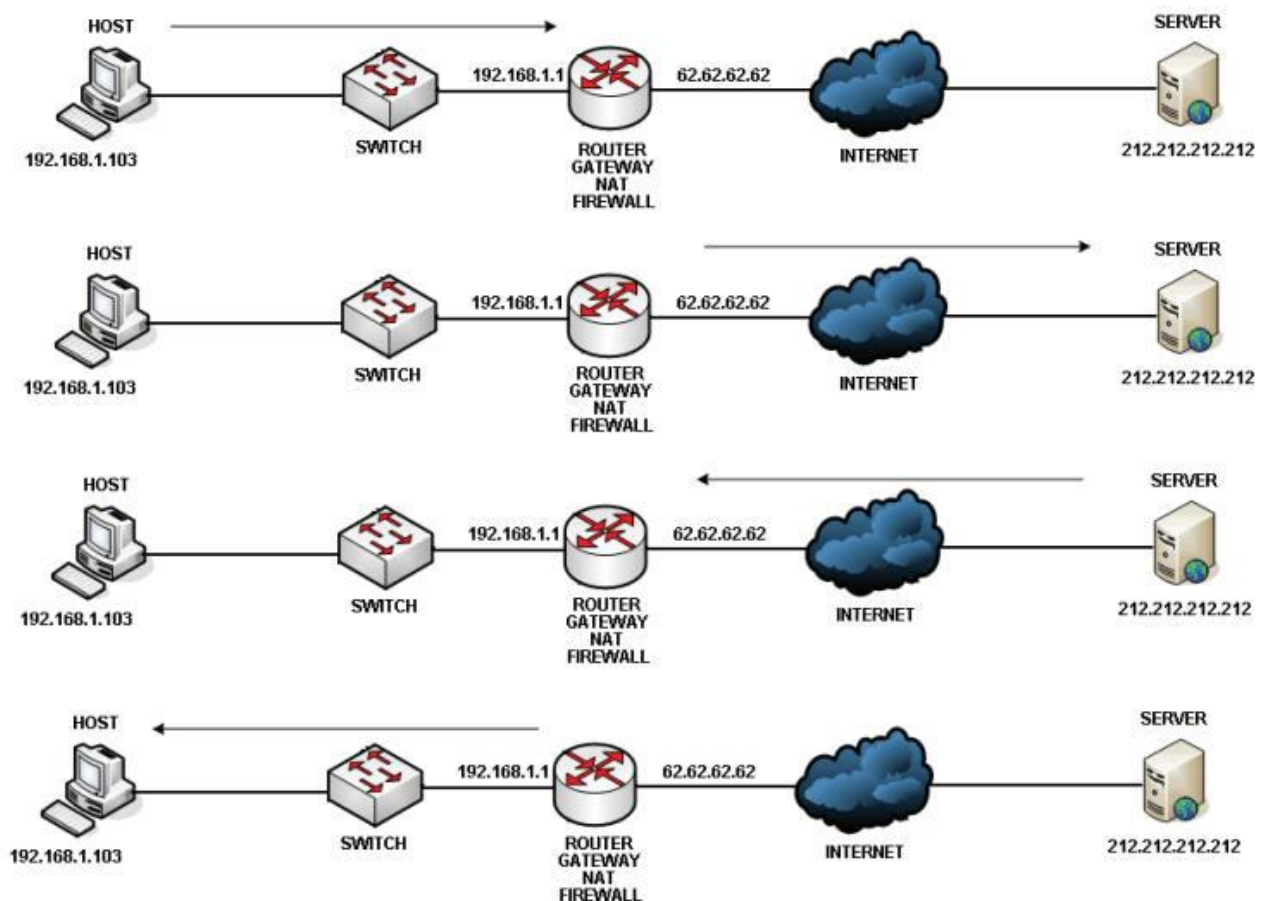 HOST
SERVER
192.168.1.1
62.62.62.62
192.168.1.103
SWITCH
ROUTER
GATEWAY
NAT
FIREWALL
INTERNET
212.212.212.212
HOST
SERVER
192.168.1.1
62.62.62.62
192.168.1.103
SWITCH
ROUTER
GATEWAY
NAT
FIREWALL
INTERNET
212.212.212.212
HOST
SERVER
192.168.1.1
62.62.62.62
192.168.1.103
SWITCH
ROUTER
GATEWAY
NAT
FIREWALL
INTERNET
212.212.212.212
HOST
SERVER
192.168.1.1
62.62.62.62
192.168.1.103
SWITCH
ROUTER
GATEWAY
NAT
FIREWALL
INTERNET
212.212.212.212